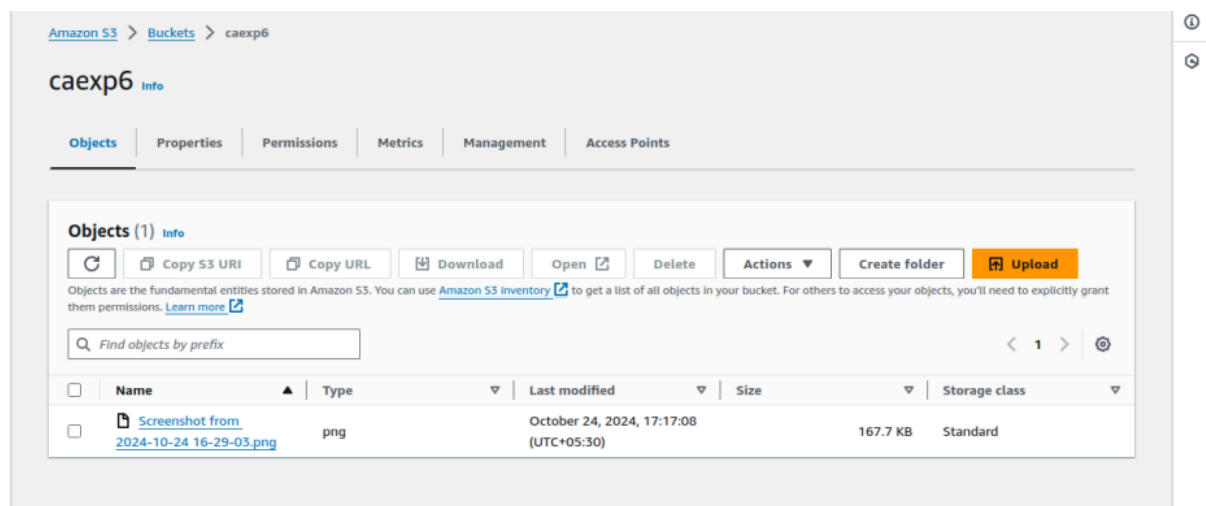 Amazon S3 > Buckets > caexp6
caexp6 Info
Objects Properties Permissions Metrics Management Access Points
Objects (1) Info
Copy S3 URI Copy URL Download Open Delete Actions ▼ Create folder Upload
Objects are the fundamental entities stored in Amazon S3. You can use Amazon S3 inventory to get a list of all objects in your bucket. For others to access your objects, you'll need to explicitly grant
them permissions. Learn more
Find objects by prefix
< 1 >
Name ▲ Type Last modified Size Storage class
Screenshot from
2024-10-24 16-29-03.png
png
October 24, 2024, 17:17:08
(UTC+05:30)
167.7 KB
Standard